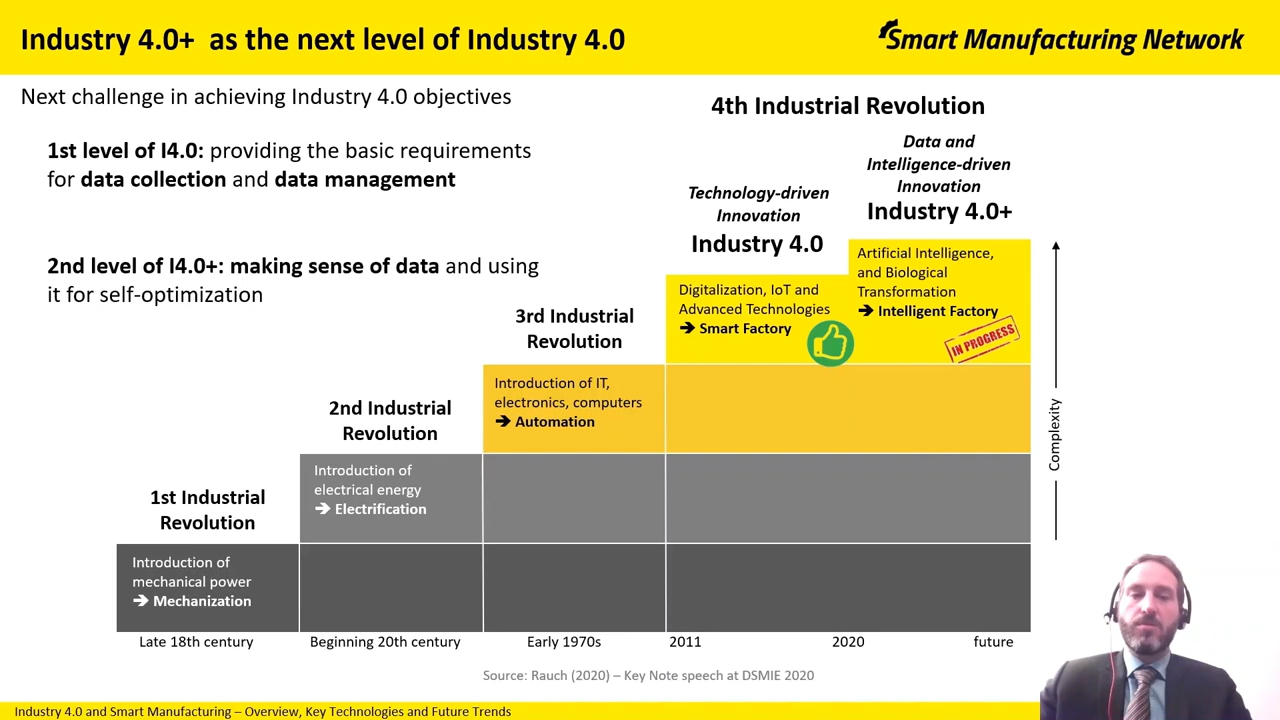 Industry 4.0+  as the next level of Industry 4.0
Smart Manufacturing Network
Next challenge in achieving Industry 4.0 objectives
1st level of I4.0: providing the basic requirements
for data collection and data management
2nd level of I4.0+: making sense of data and using
it for self-optimization
4th Industrial Revolution
Data and
Intelligence-driven
Innovation
Industry 4.0+
Technology-driven
Innovation
Industry 4.0
Artificial Intelligence,
and Biological
Transformation
➔ Intelligent Factory
IN PROGRESS
Digitalization, IoT and
Advanced Technologies
➔ Smart Factory
3rd Industrial
Revolution
Introduction of IT,
electronics, computers
➔ Automation
2nd Industrial
Revolution
Introduction of
electrical energy
➔ Electrification
1st Industrial
Revolution
Introduction of
mechanical power
➔ Mechanization
Complexity
Late 18th century
Beginning 20th century
Early 1970s
2011
2020
future
Source: Rauch (2020) – Key Note speech at DSMIE 2020
Industry 4.0 and Smart Manufacturing – Overview, Key Technologies and Future Trends